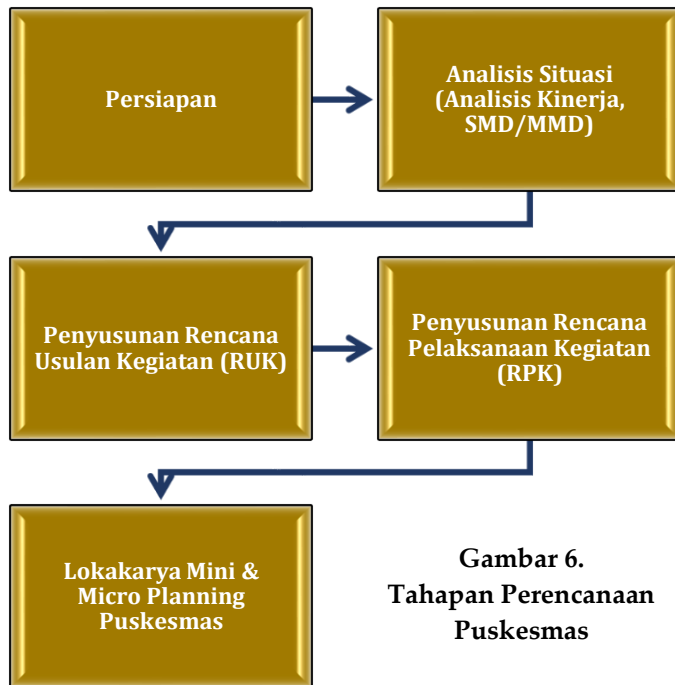 Persiapan
Analisis Situasi
(Analisis Kinerja,
SMD/MMD)
Penyusunan Rencana
Usulan Kegiatan (RUK)
Penyusunan Rencana
Pelaksanaan Kegiatan
(RPK)
Lokakarya Mini &
Micro Planning
Puskesmas
Gambar 6.
Tahapan Perencanaan
Puskesmas